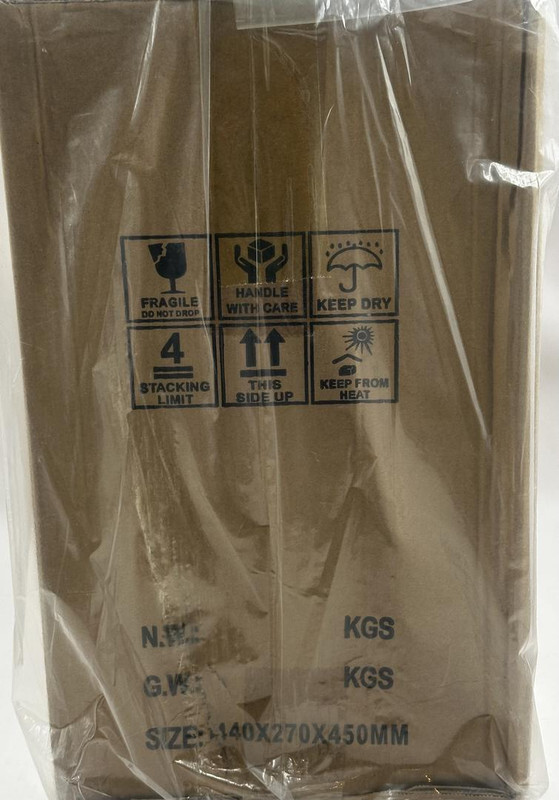 FRAGILE
DO NOT DROP
HANDLE
WITH CARE
KEEP DRY
4
STACKING
LIMIT
THIS
SIDE UP
KEEP FROM
HEAT
N.W.: KGS
G.W.: KGS
SIZE: 440X270X450MM